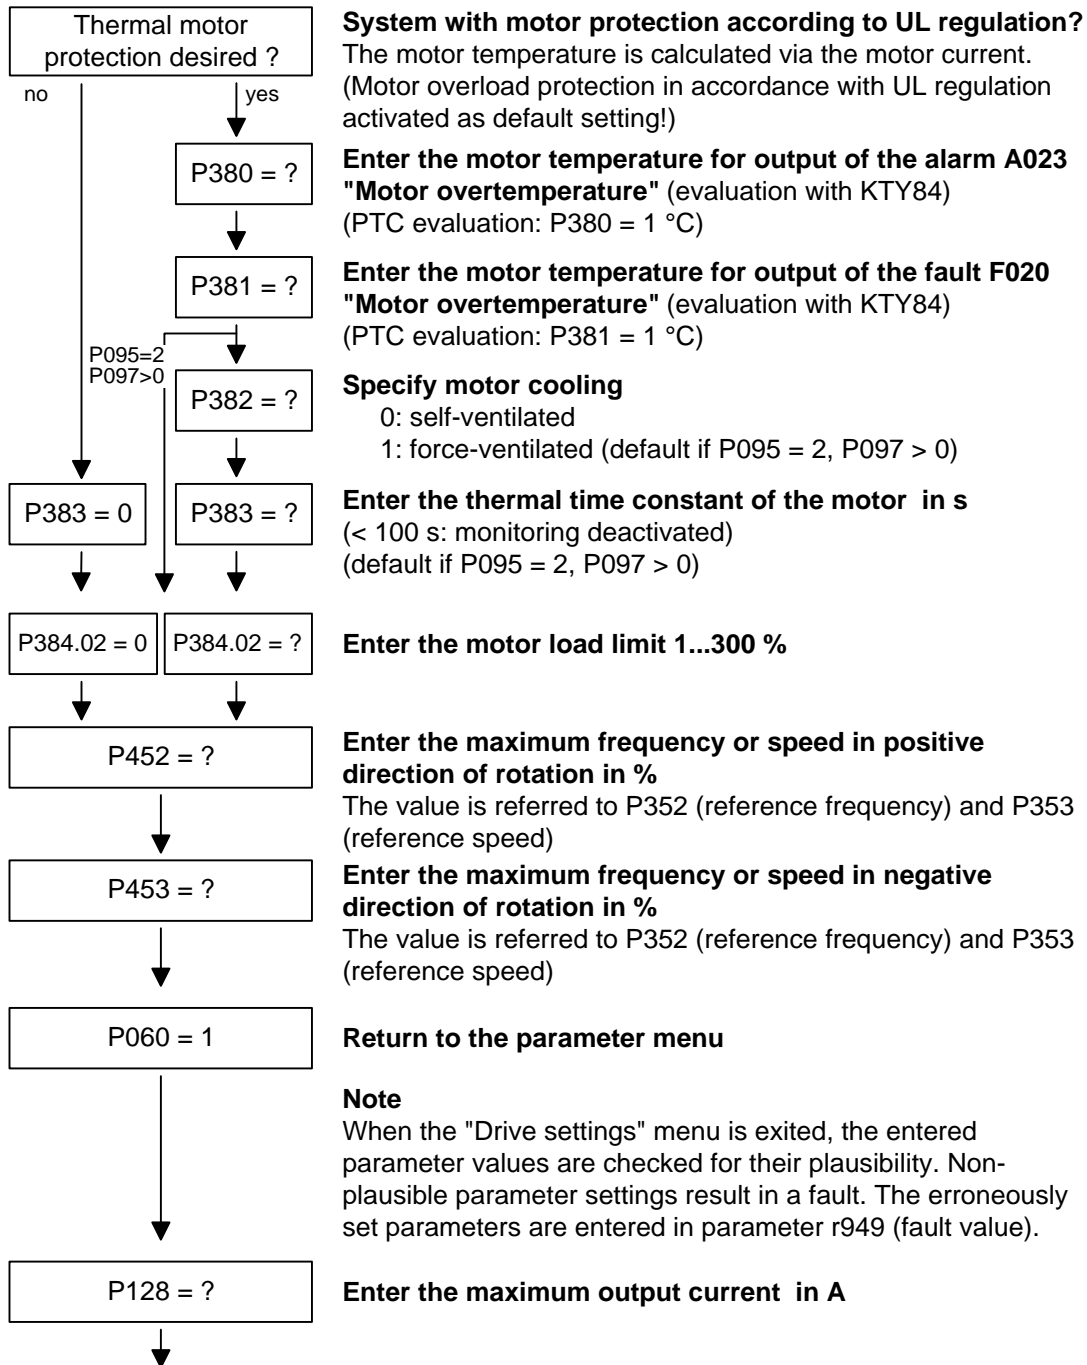 Thermal motor
protection desired ?
System with motor protection according to UL regulation?
The motor temperature is calculated via the motor current.
(Motor overload protection in accordance with UL regulation
activated as default setting!)
no
yes
P380 = ?
Enter the motor temperature for output of the alarm A023
"Motor overtemperature" (evaluation with KTY84)
(PTC evaluation: P380 = 1 °C)
P381 = ?
Enter the motor temperature for output of the fault F020
"Motor overtemperature" (evaluation with KTY84)
(PTC evaluation: P381 = 1 °C)
P095=2
P097>0
P382 = ?
Specify motor cooling
0: self-ventilated
1: force-ventilated (default if P095 = 2, P097 > 0)
P383 = 0
P383 = ?
Enter the thermal time constant of the motor in s
(< 100 s: monitoring deactivated)
(default if P095 = 2, P097 > 0)
P384.02 = 0
P384.02 = ?
Enter the motor load limit 1...300 %
P452 = ?
Enter the maximum frequency or speed in positive
direction of rotation in %
The value is referred to P352 (reference frequency) and P353
(reference speed)
P453 = ?
Enter the maximum frequency or speed in negative
direction of rotation in %
The value is referred to P352 (reference frequency) and P353
(reference speed)
P060 = 1
Return to the parameter menu
Note
When the "Drive settings" menu is exited, the entered
parameter values are checked for their plausibility. Non-
plausible parameter settings result in a fault. The erroneously
set parameters are entered in parameter r949 (fault value).
P128 = ?
Enter the maximum output current in A